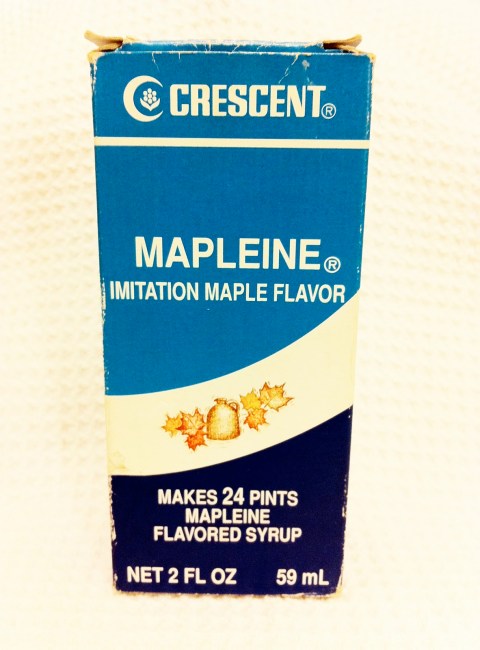 CRESCENT®
MAPLEINE®
IMITATION MAPLE FLAVOR
MAKES 24 PINTS
MAPLEINE
FLAVORED SYRUP
NET 2 FL OZ 59 mL